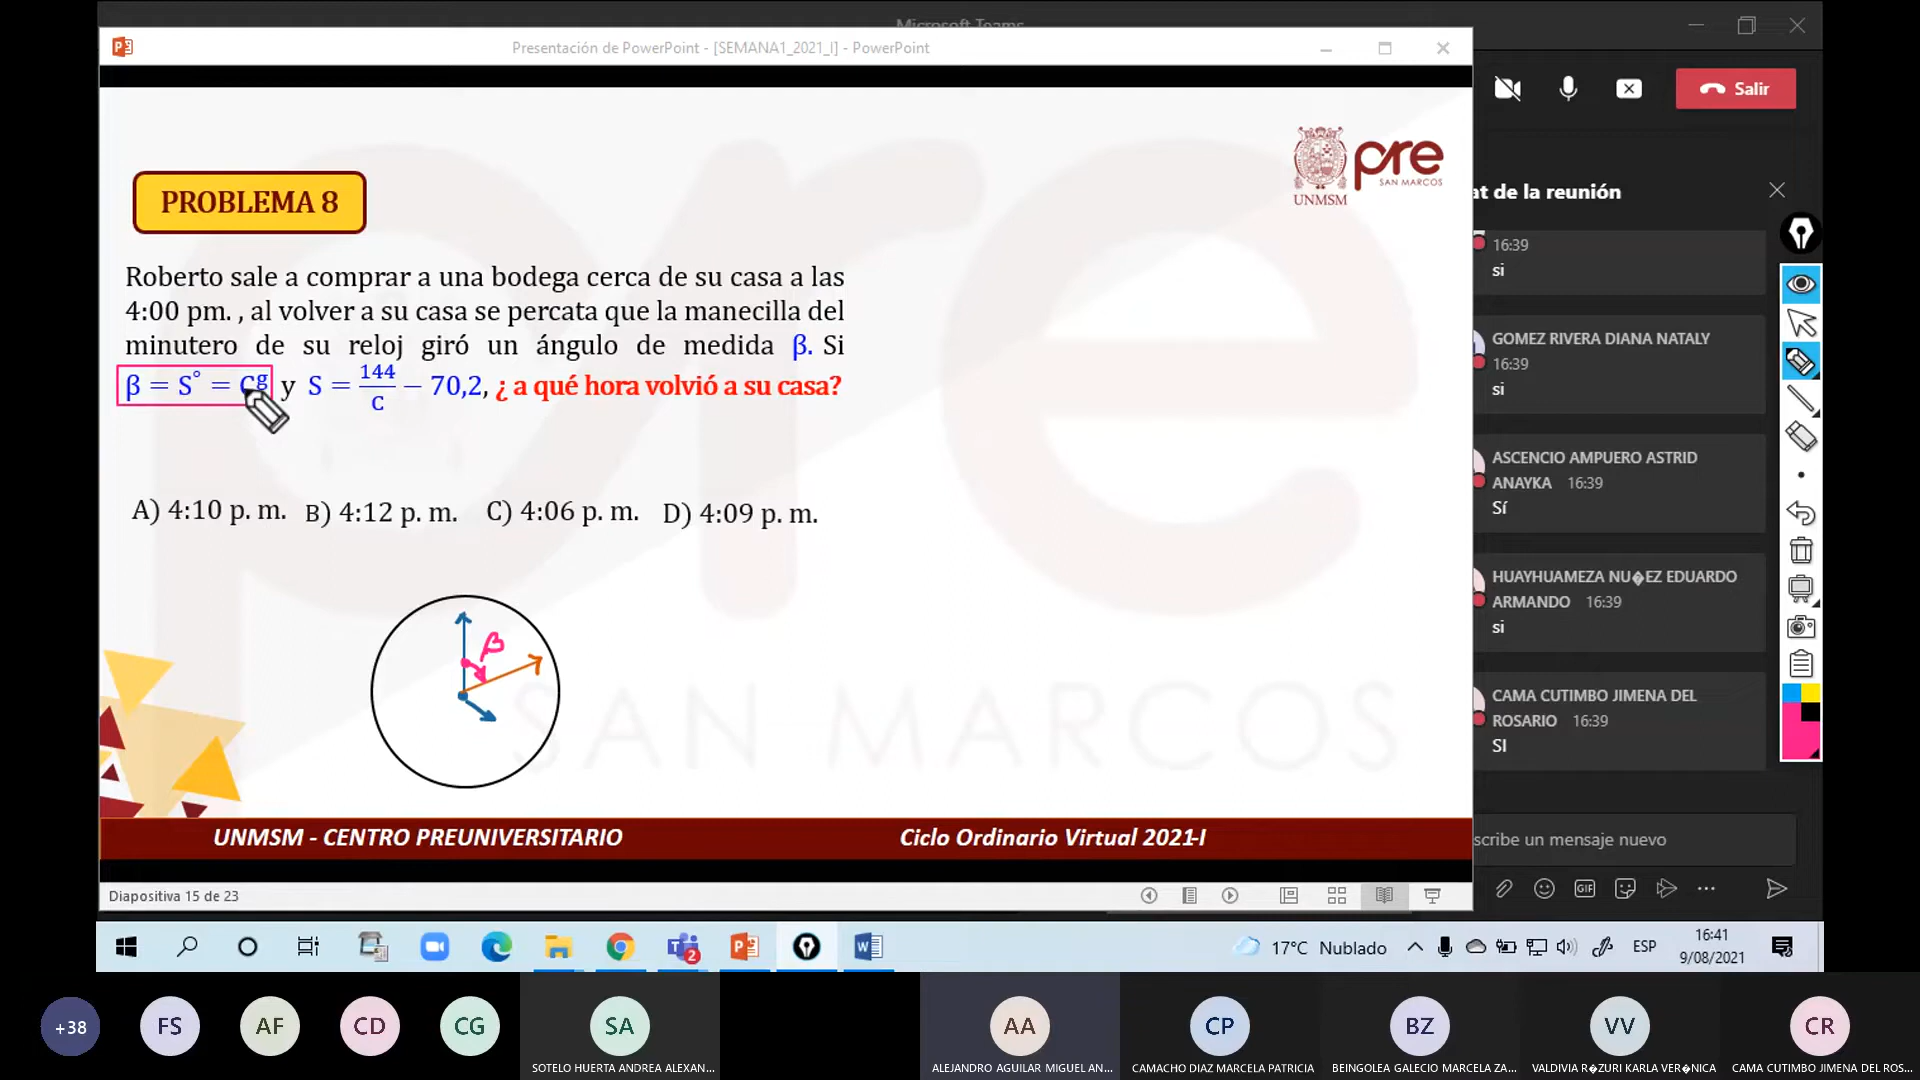 Microsoft Teams
Presentación de PowerPoint - [SEMANA1_2021_I] - PowerPoint
Salir
pre
SAN MARCOS
UNMSM
at de la reunión
PROBLEMA 8
16:39
si
Roberto sale a comprar a una bodega cerca de su casa a las
4:00 pm. , al volver a su casa se percata que la manecilla del
minutero de su reloj giró un ángulo de medida β. Si
β = S° = Cg y S = 144/C − 70,2, ¿ a qué hora volvió a su casa?
GOMEZ RIVERA DIANA NATALY
16:39
si
ASCENCIO AMPUERO ASTRID
ANAYKA 16:39
Sí
A) 4:10 p. m. B) 4:12 p. m. C) 4:06 p. m. D) 4:09 p. m.
HUAYHUAMEZA NU�EZ EDUARDO
ARMANDO 16:39
si
β
CAMA CUTIMBO JIMENA DEL
ROSARIO 16:39
SI
SAN MARCOS
UNMSM - CENTRO PREUNIVERSITARIO
Ciclo Ordinario Virtual 2021-I
scribe un mensaje nuevo
GIF
Diapositiva 15 de 23
2
17°C Nublado
ESP
16:41
9/08/2021
+38
FS
AF
CD
CG
SA
AA
CP
BZ
VV
CR
SOTELO HUERTA ANDREA ALEXAN...
ALEJANDRO AGUILAR MIGUEL AN...
CAMACHO DIAZ MARCELA PATRICIA
BEINGOLEA GALECIO MARCELA ZA...
VALDIVIA R�ZURI KARLA VER�NICA
CAMA CUTIMBO JIMENA DEL ROS...